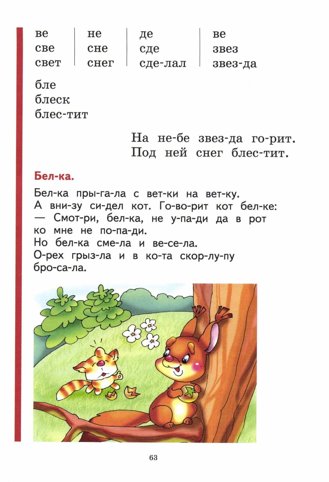 ве не де ве
све сне сде звез
свет снег сде-лал звез-да
бле
блеск
блес-тит
На не-бе звез-да го-рит.
Под ней снег блес-тит.
Бел-ка.
Бел-ка пры-га-ла с вет-ки на вет-ку.
А вни-зу си-дел кот. Го-во-рит кот бел-ке:
— Смот-ри, бел-ка, не у-па-ди да в рот
ко мне не по-па-ди.
Но бел-ка сме-ла и ве-се-ла.
О-рех грыз-ла и в ко-та скор-лу-пу
бро-са-ла.
63